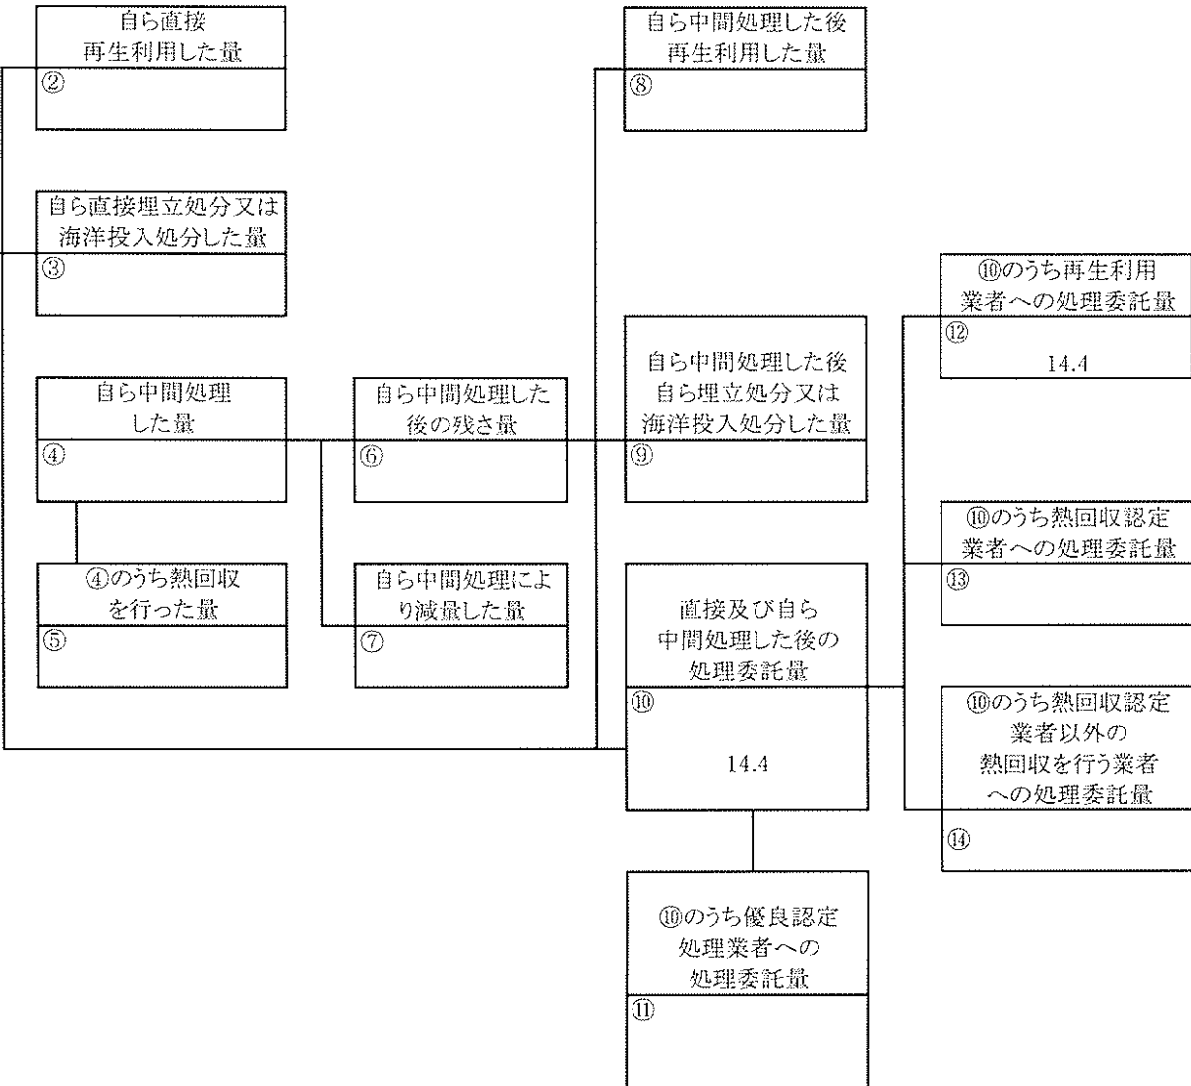 自ら直接
再生利用した量
②
自ら中間処理した後
再生利用した量
⑧
自ら直接埋立処分又は
海洋投入処分した量
③
⑩のうち再生利用
業者への処理委託量
⑫
14.4
自ら中間処理
した量
④
自ら中間処理した
後の残さ量
⑥
自ら中間処理した後
自ら埋立処分又は
海洋投入処分した量
⑨
⑩のうち熱回収認定
業者への処理委託量
⑬
④のうち熱回収
を行った量
⑤
自ら中間処理によ
り減量した量
⑦
直接及び自ら
中間処理した後の
処理委託量
⑩
14.4
⑩のうち熱回収認定
業者以外の
熱回収を行う業者
への処理委託量
⑭
⑩のうち優良認定
処理業者への
処理委託量
⑪